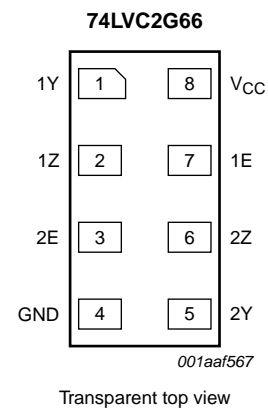 74LVC2G66
1Y 1 8 VCC
1Z 2 7 1E
2E 3 6 2Z
GND 4 5 2Y
001aaf567
Transparent top view